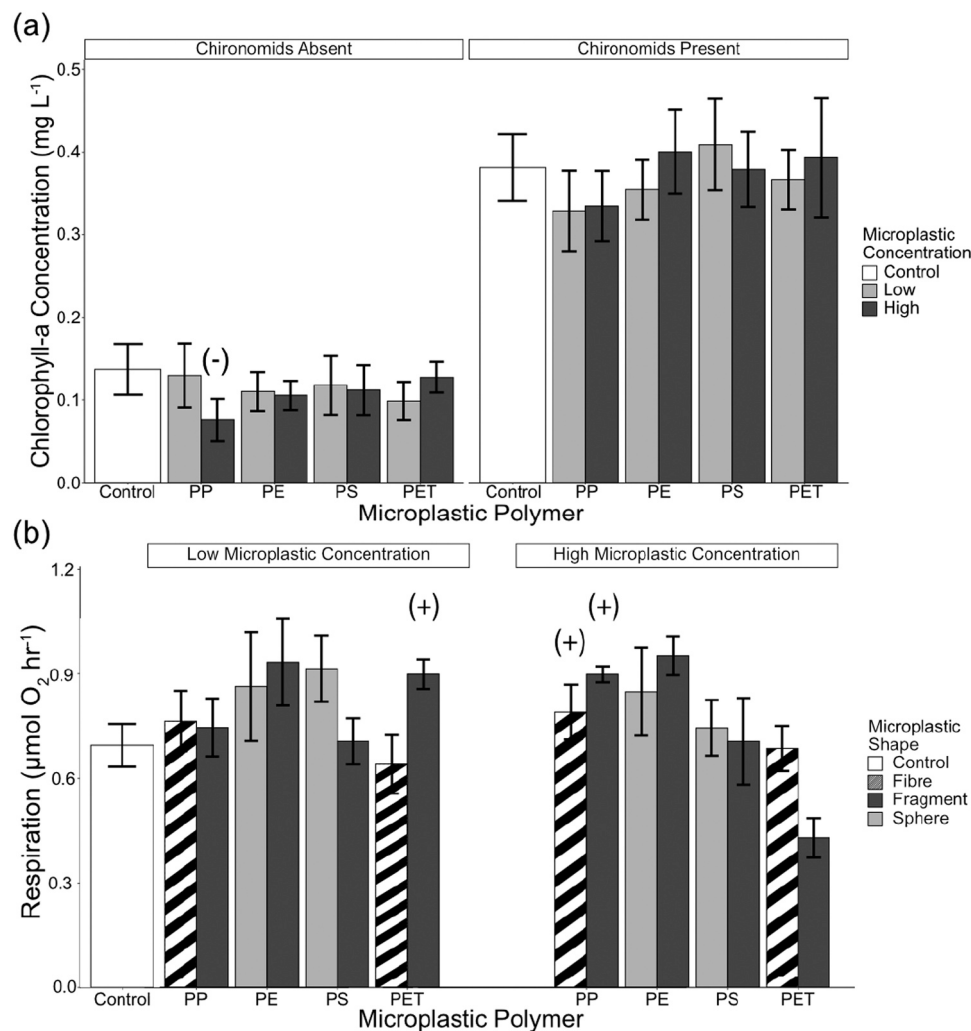 (a)
Chironomids Absent
Chironomids Present
Chlorophyll-a Concentration (mg L⁻¹)
0.5
0.4
0.3
0.2
0.1
0.0
(-)
Control PP PE PS PET
Control PP PE PS PET
Microplastic Polymer
Microplastic
Concentration
Control
Low
High
(b)
Low Microplastic Concentration
High Microplastic Concentration
Respiration (µmol O₂ hr⁻¹)
1.2
0.9
0.6
0.3
0.0
(+)
(+)
(+)
Control PP PE PS PET
PP PE PS PET
Microplastic Polymer
Microplastic
Shape
Control
Fibre
Fragment
Sphere